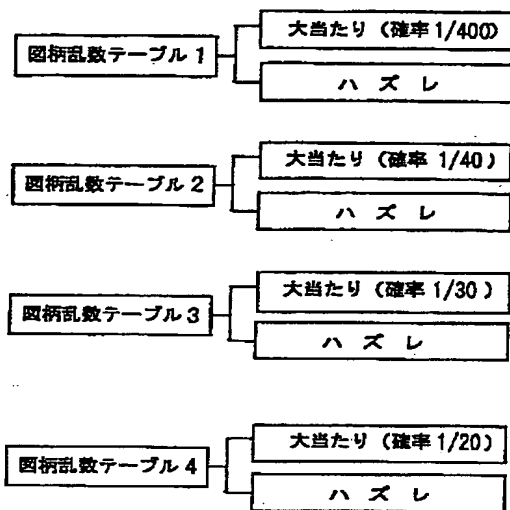 図柄乱数テーブル 1
大当たり（確率 1/400）
ハ ズ レ
図柄乱数テーブル 2
大当たり（確率 1/40）
ハ ズ レ
図柄乱数テーブル 3
大当たり（確率 1/30）
ハ ズ レ
図柄乱数テーブル 4
大当たり（確率 1/20）
ハ ズ レ